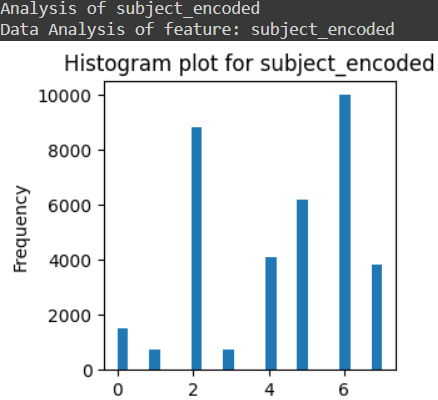 Analysis of subject_encoded
Data Analysis of feature: subject_encoded
Histogram plot for subject_encoded
10000
8000
6000
4000
2000
0
Frequency
0 2 4 6